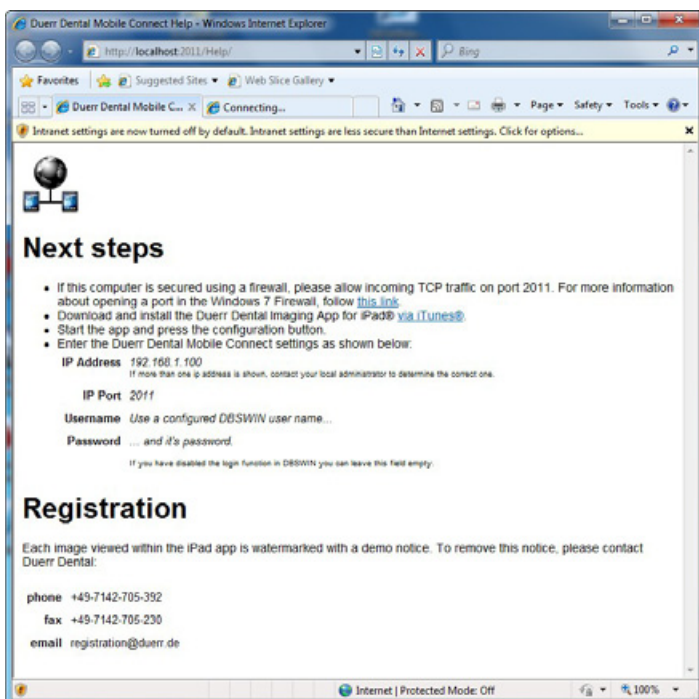 Duerr Dental Mobile Connect Help - Windows Internet Explorer
http://localhost:2011/Help/
Bing
Favorites
Suggested Sites
Web Slice Gallery
Duerr Dental Mobile C...
Connecting...
Page
Safety
Tools
Intranet settings are now turned off by default. Intranet settings are less secure than Internet settings. Click for options...
Next steps
If this computer is secured using a firewall, please allow incoming TCP traffic on port 2011. For more information
about opening a port in the Windows 7 Firewall, follow this link.
Download and install the Duerr Dental Imaging App for iPad® via iTunes®.
Start the app and press the configuration button.
Enter the Duerr Dental Mobile Connect settings as shown below:
IP Address 192.168.1.100
If more than one ip address is shown, contact your local administrator to determine the correct one.
IP Port 2011
Username Use a configured DBSWIN user name...
Password ... and it's password.
If you have disabled the login function in DBSWIN you can leave this field empty.
Registration
Each image viewed within the iPad app is watermarked with a demo notice. To remove this notice, please contact
Duerr Dental:
phone +49-7142-705-392
fax +49-7142-705-230
email registration@duerr.de
Internet | Protected Mode: Off
100%